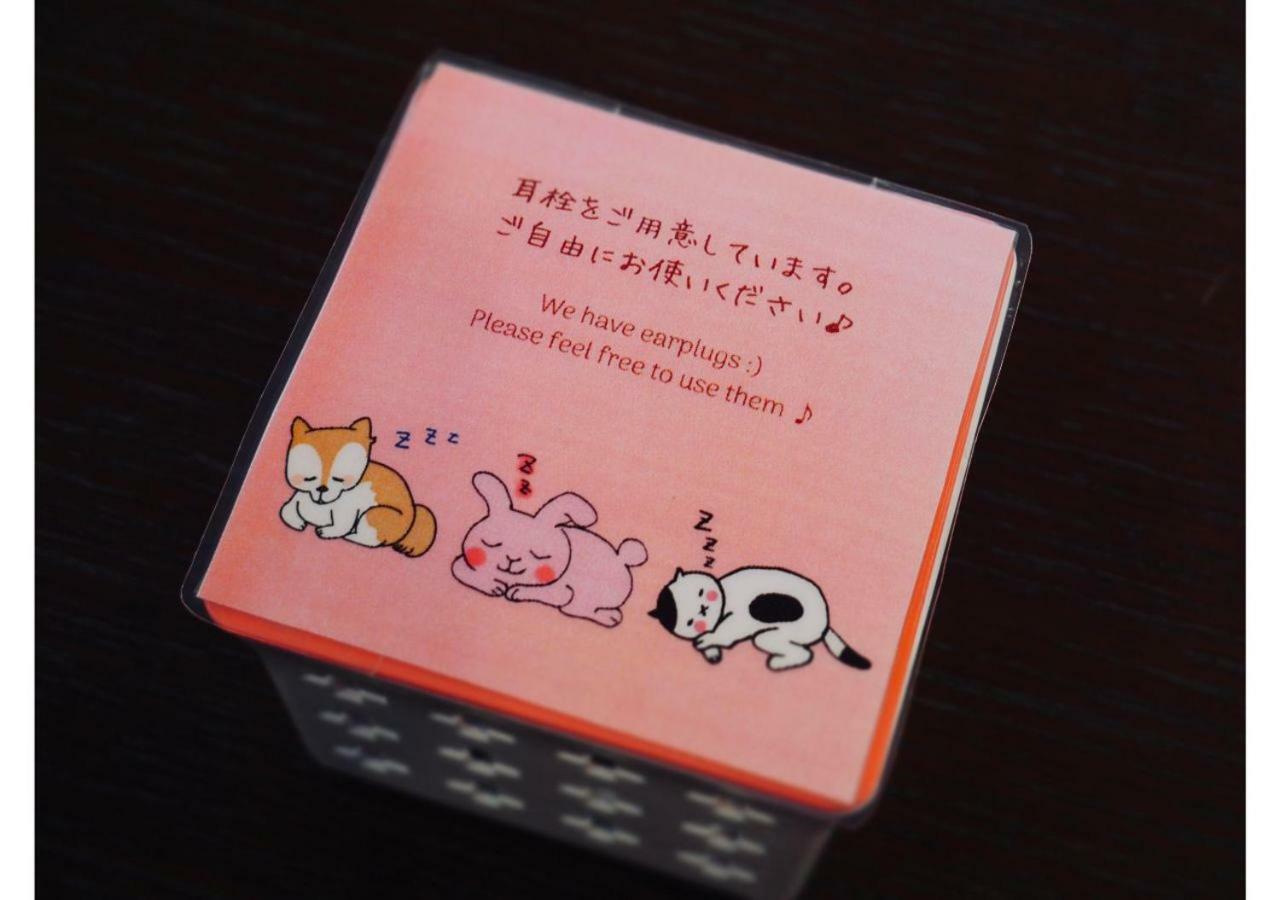 耳栓をご用意しています。
ご自由にお使いください♪
We have earplugs :)
Please feel free to use them ♪
z z z
z
z
z
z
z